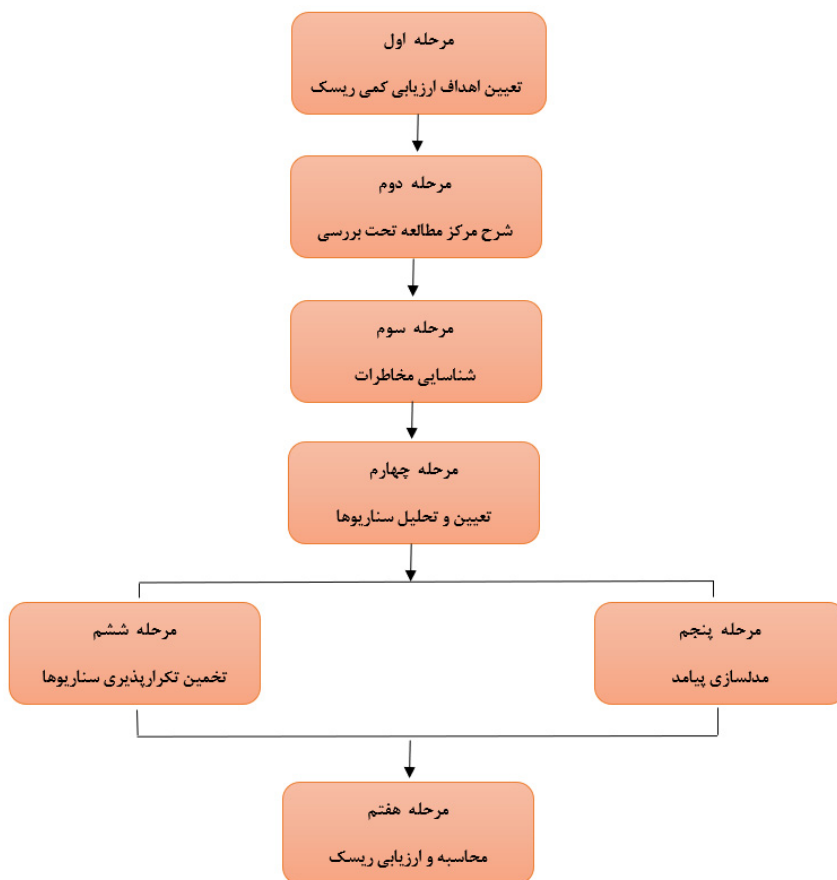 مرحله اول
تعیین اهداف ارزیابی کمی ریسک
مرحله دوم
شرح مرکز مطالعه تحت بررسی
مرحله سوم
شناسایی مخاطرات
مرحله چهارم
تعیین و تحلیل سناریوها
مرحله پنجم
مدلسازی پیامد
مرحله ششم
تخمین تکرارپذیری سناریوها
مرحله هفتم
محاسبه و ارزیابی ریسک